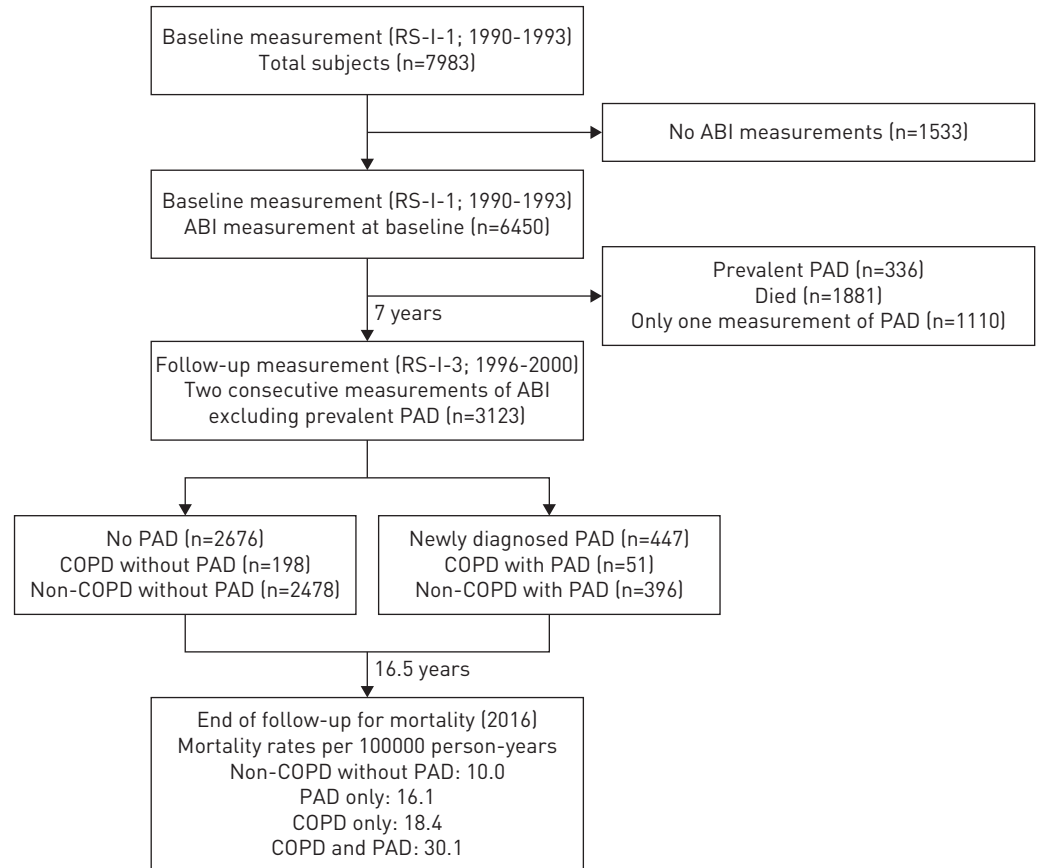 Baseline measurement (RS-I-1; 1990-1993)
Total subjects (n=7983)
No ABI measurements (n=1533)
Baseline measurement (RS-I-1; 1990-1993)
ABI measurement at baseline (n=6450)
Prevalent PAD (n=336)
Died (n=1881)
Only one measurement of PAD (n=1110)
7 years
Follow-up measurement (RS-I-3; 1996-2000)
Two consecutive measurements of ABI
excluding prevalent PAD (n=3123)
No PAD (n=2676)
COPD without PAD (n=198)
Non-COPD without PAD (n=2478)
Newly diagnosed PAD (n=447)
COPD with PAD (n=51)
Non-COPD with PAD (n=396)
16.5 years
End of follow-up for mortality (2016)
Mortality rates per 100000 person-years
Non-COPD without PAD: 10.0
PAD only: 16.1
COPD only: 18.4
COPD and PAD: 30.1